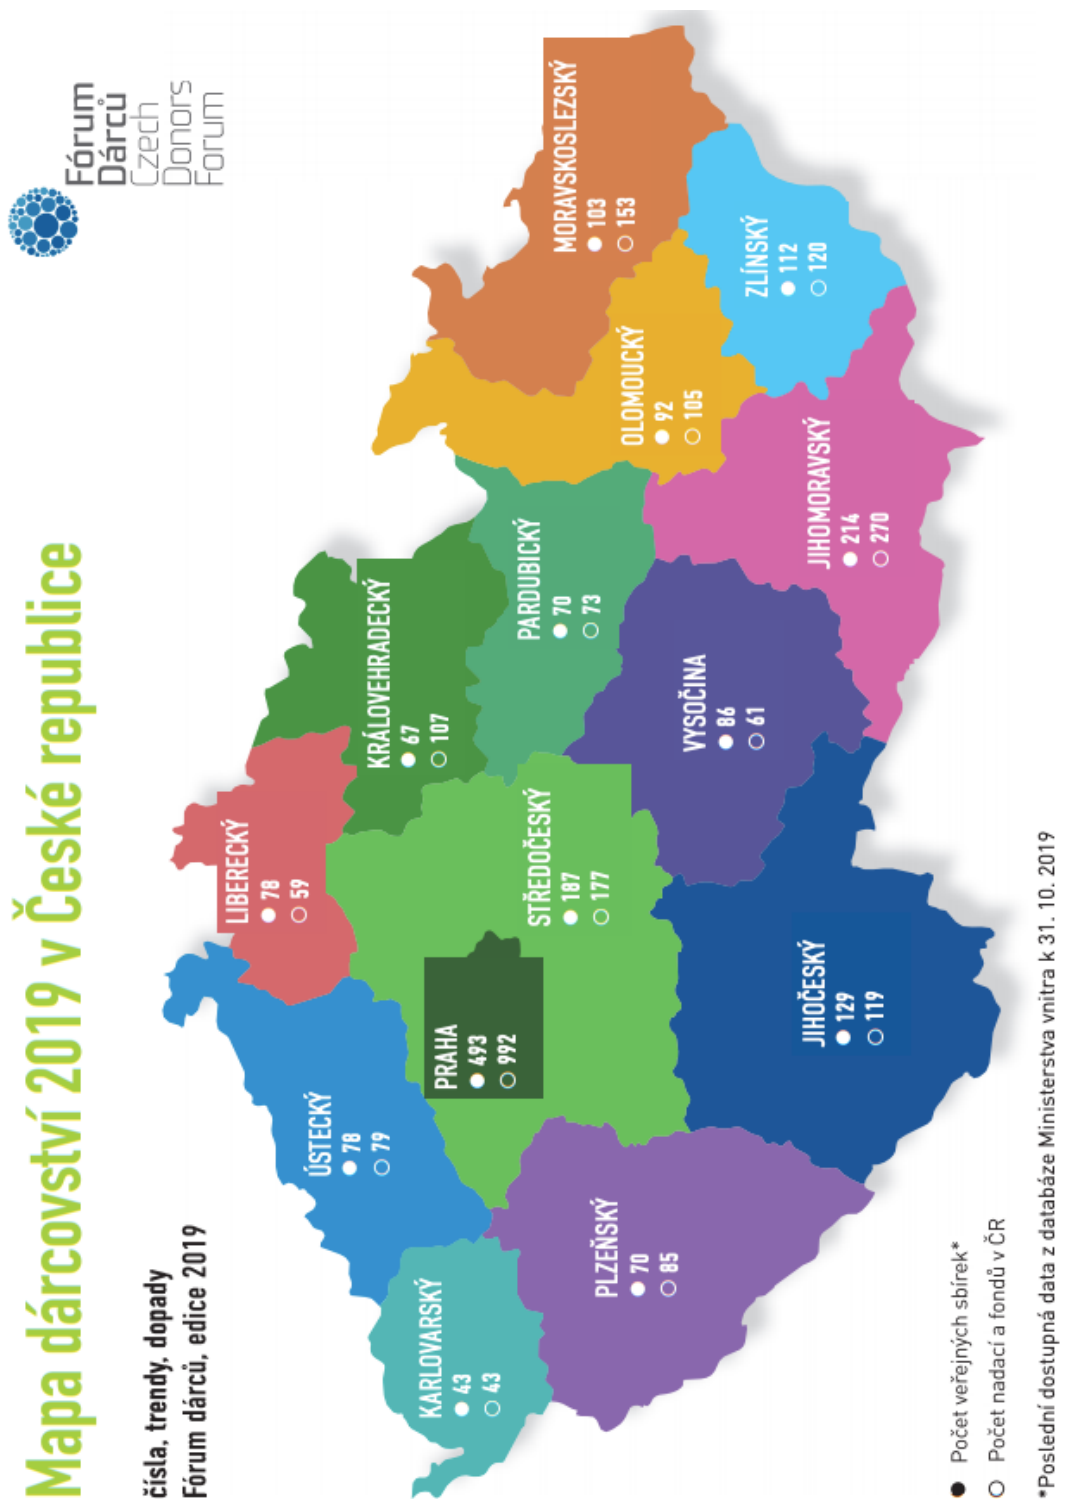 Mapa dárcovství 2019 v České republice
Fórum
Dárců
Czech
Donors
Forum
čísla, trendy, dopady
Fórum dárců, edice 2019
LIBERECKÝ
78
59
ÚSTECKÝ
78
79
KRÁLOVEHRADECKÝ
67
107
KARLOVARSKÝ
43
43
PRAHA
493
992
STŘEDOČESKÝ
187
177
PARDUBICKÝ
70
73
MORAVSKOSLEZSKÝ
103
153
OLOMOUCKÝ
92
105
PLZEŇSKÝ
70
85
VYSOČINA
86
61
ZLÍNSKÝ
112
120
JIHOČESKÝ
129
119
JIHOMORAVSKÝ
214
270
Počet veřejných sbírek*
Počet nadací a fondů v ČR
*Poslední dostupná data z databáze Ministerstva vnitra k 31. 10. 2019